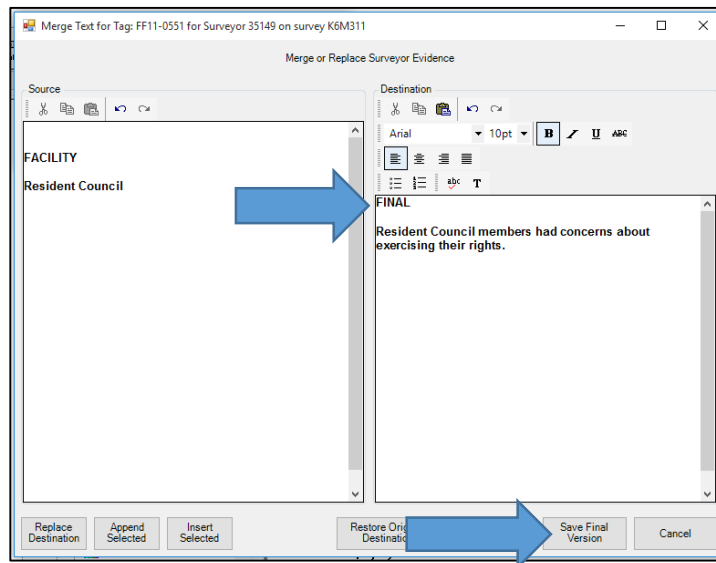 Merge Text for Tag: FF11-0551 for Surveyor 35149 on survey K6M311
Merge or Replace Surveyor Evidence
Source
Destination
Arial
10pt
B I U ABC
abc T
FACILITY
Resident Council
FINAL
Resident Council members had concerns about
exercising their rights.
Replace
Destination
Append
Selected
Insert
Selected
Restore
Save Final
Version
Cancel